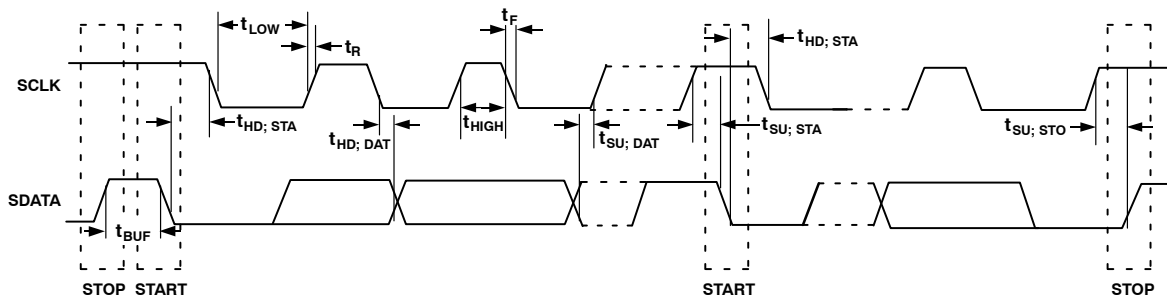 tLOW
tR
tF
tHD; STA
SCLK
tHD; STA
tHD; DAT
tHIGH
tSU; DAT
tSU; STA
tSU; STO
SDATA
tBUF
STOP START START STOP